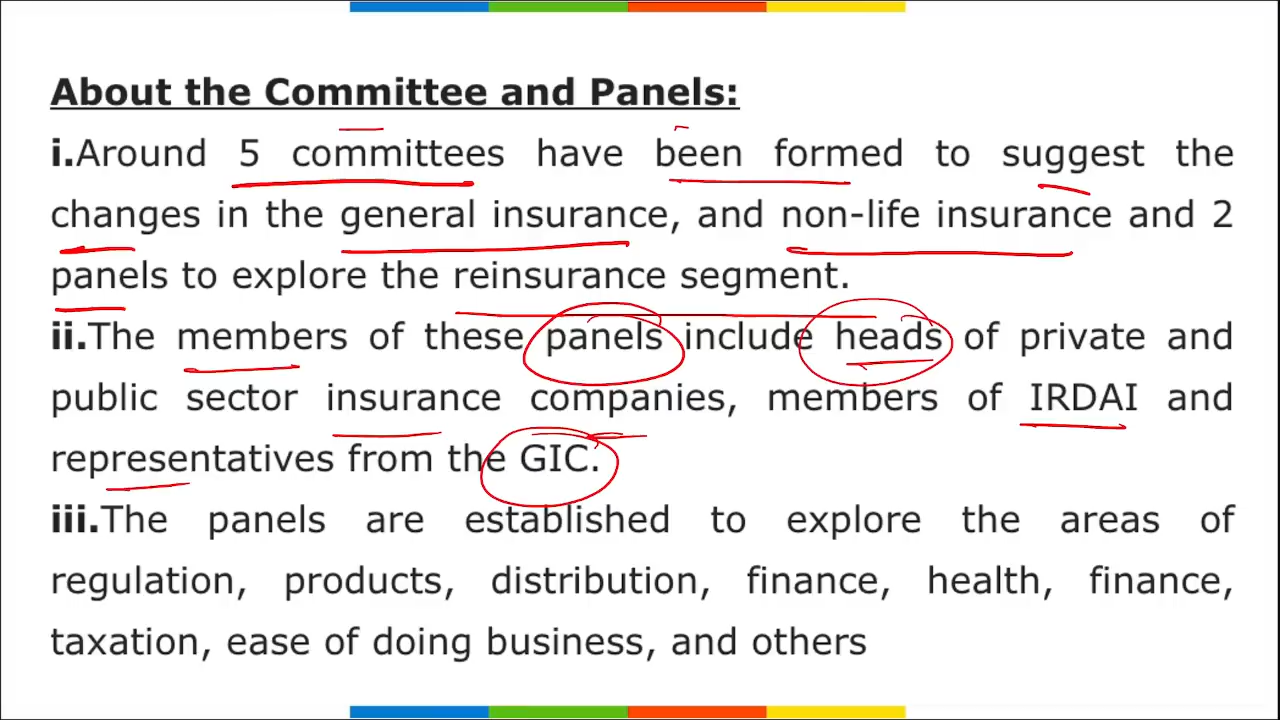 About the Committee and Panels:
i.Around 5 committees have been formed to suggest the
changes in the general insurance, and non-life insurance and 2
panels to explore the reinsurance segment.
ii.The members of these panels include heads of private and
public sector insurance companies, members of IRDAI and
representatives from the GIC.
iii.The panels are established to explore the areas of
regulation, products, distribution, finance, health, finance,
taxation, ease of doing business, and others